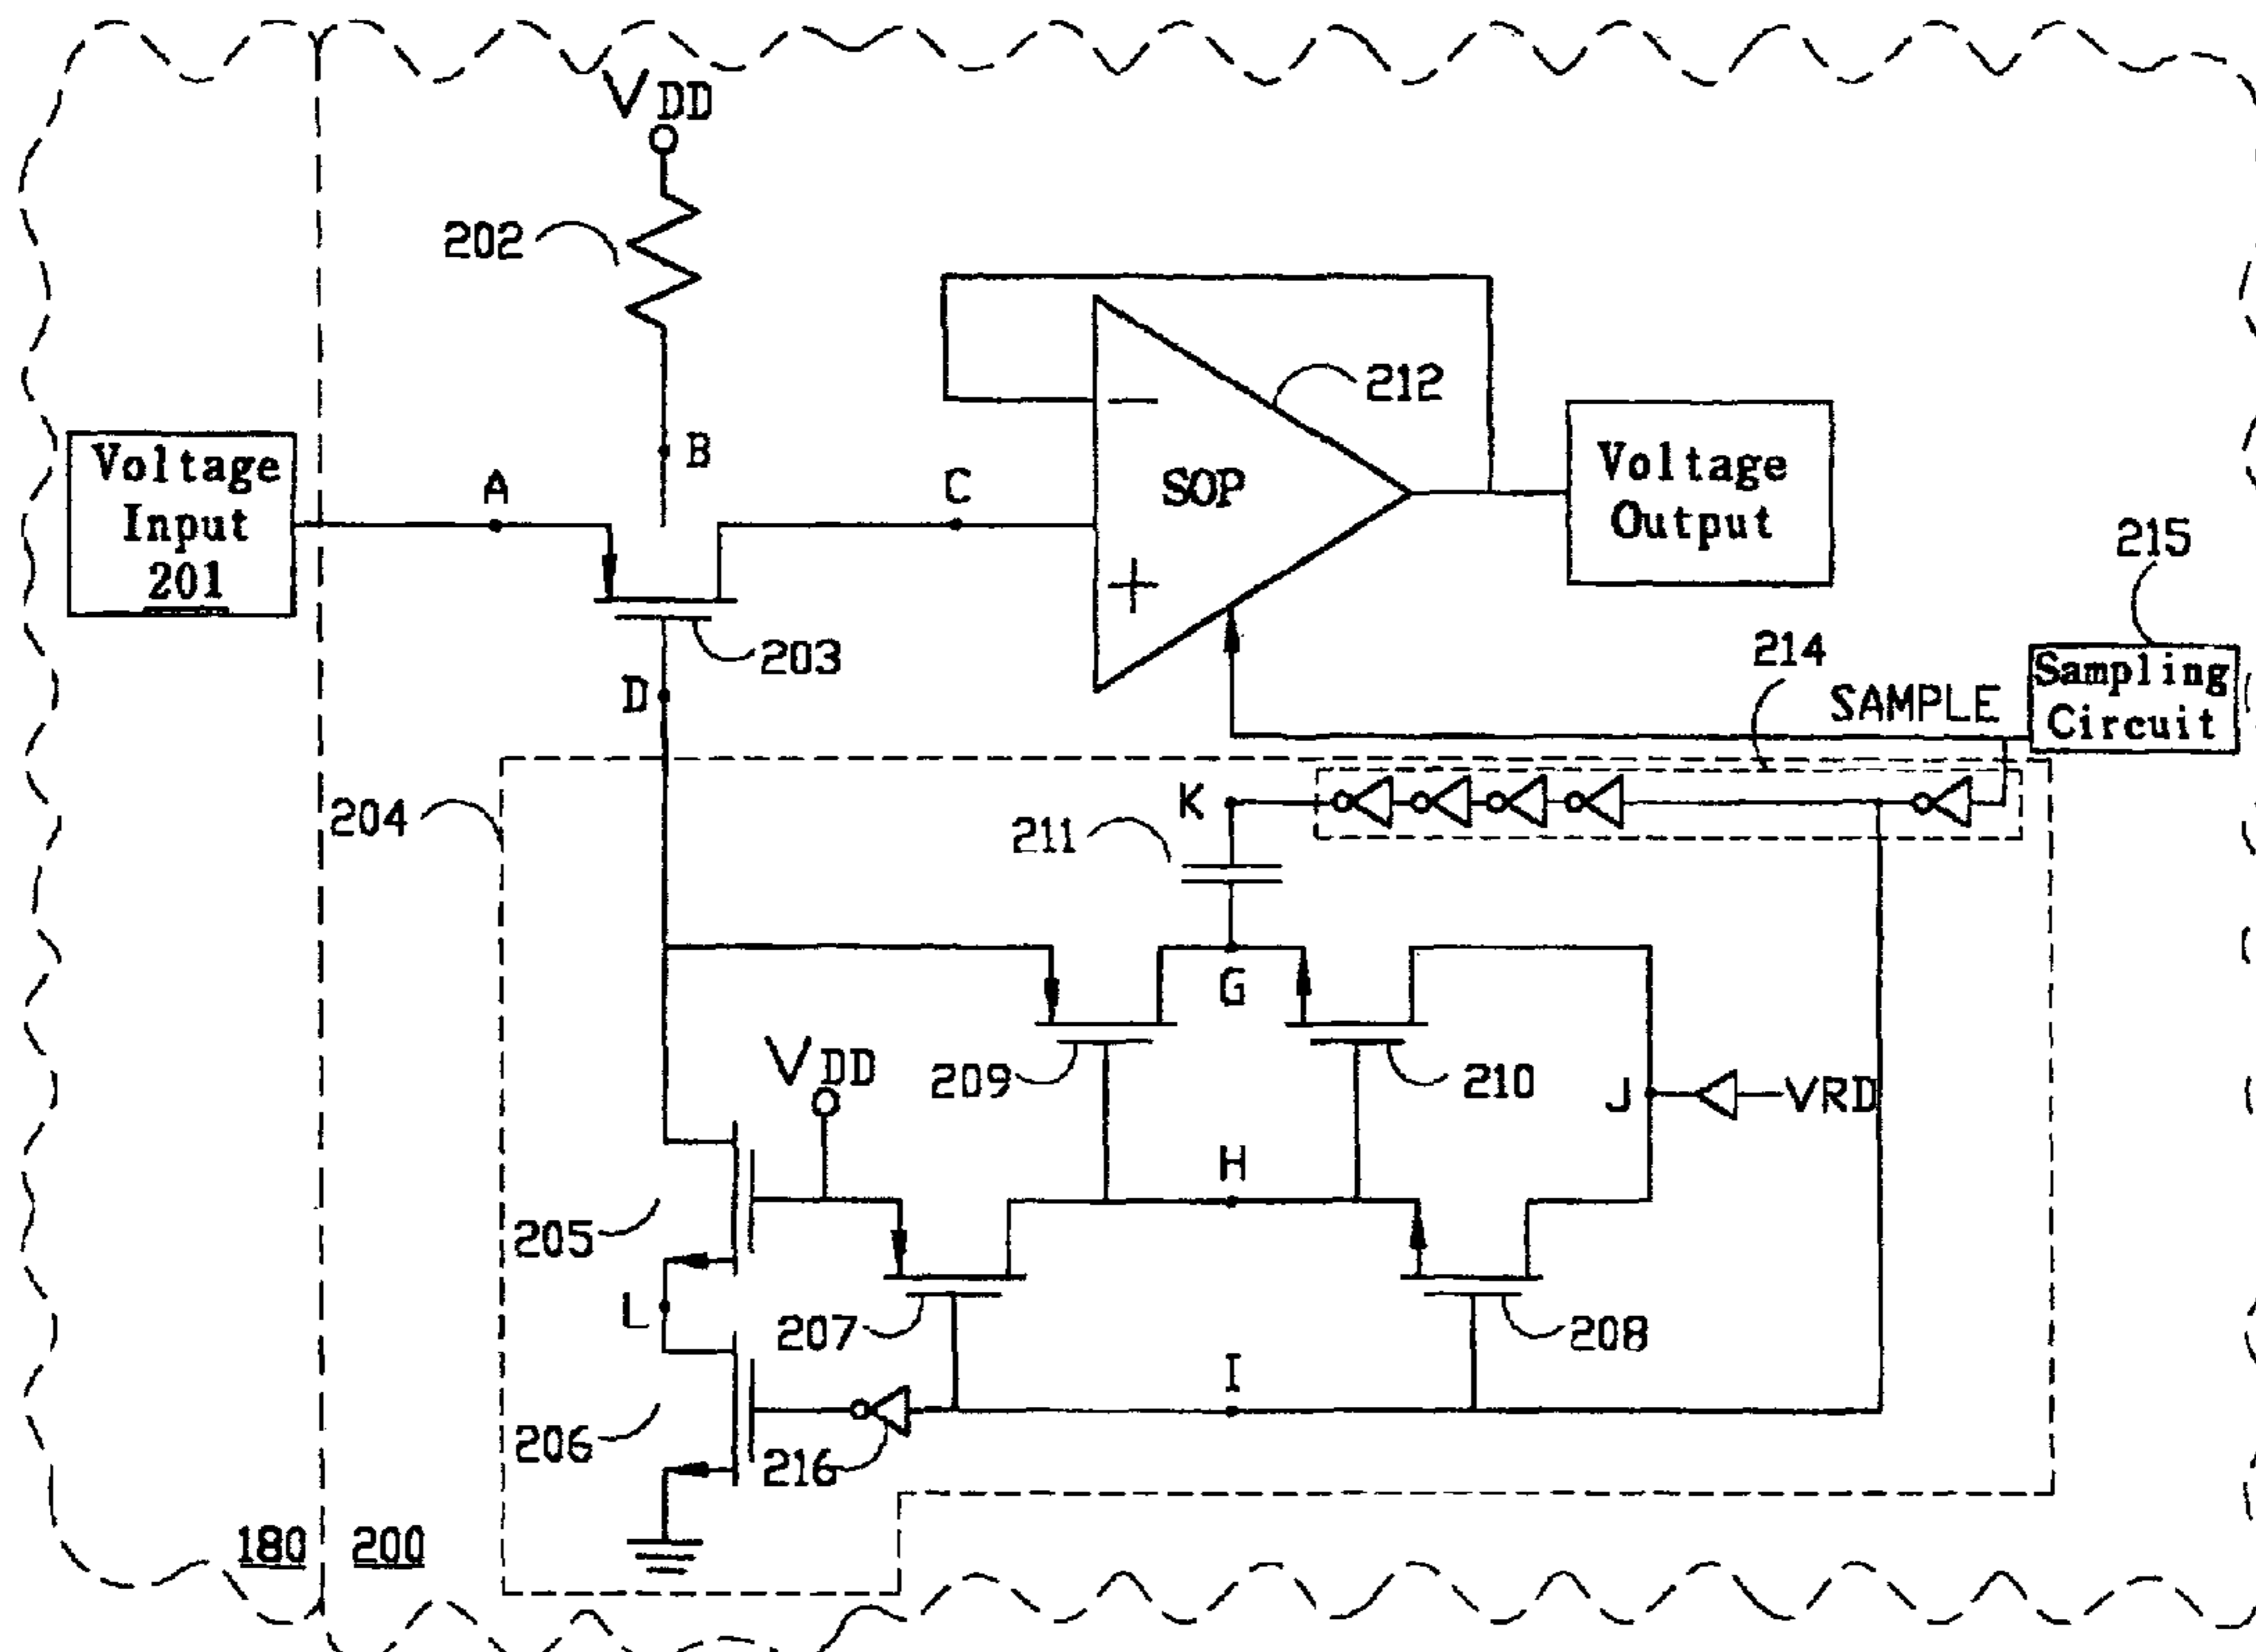 VDD
202
B
212
Voltage
Input
201
A
C
−
SOP
+
Voltage
Output
215
203
D
214
SAMPLE
Sampling
Circuit
204
K
211
G
VDD
209
210
J
VRD
H
205
L
207
208
I
206
216
180
200